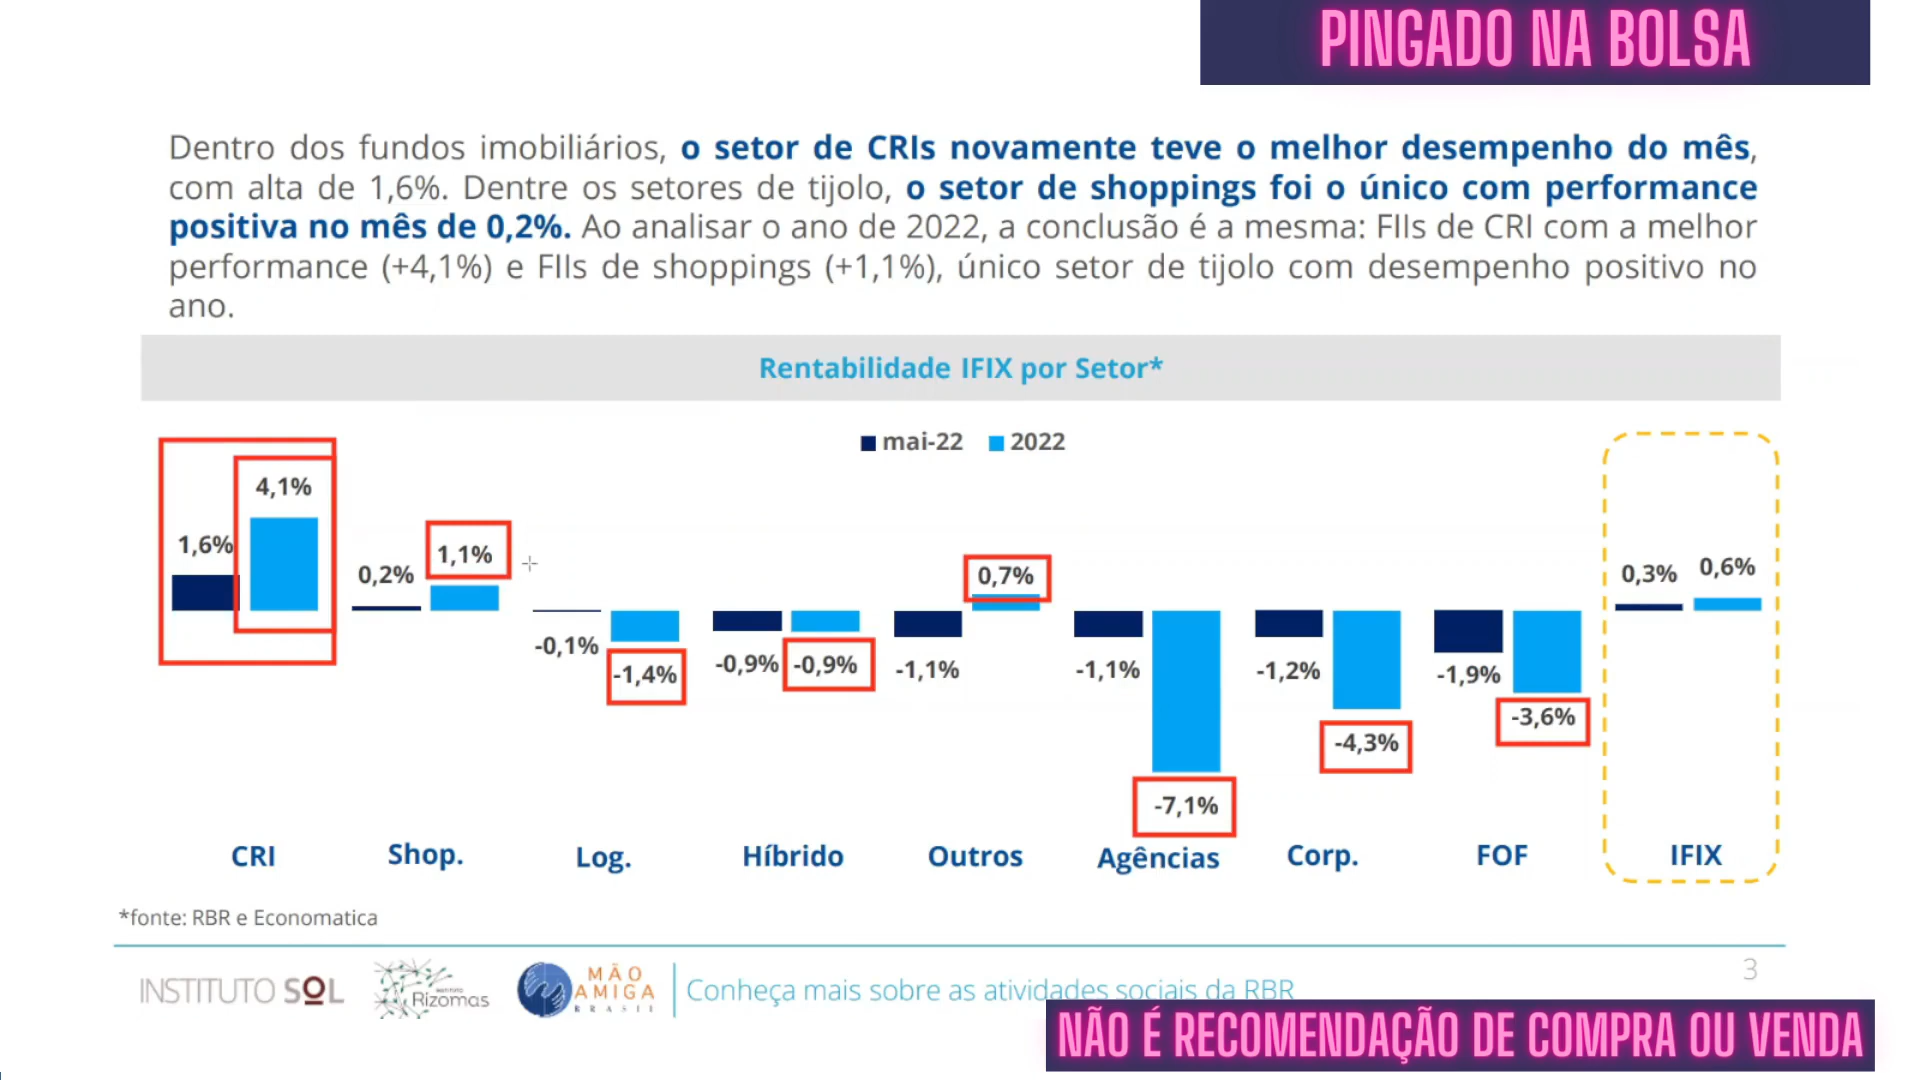 PINGADO NA BOLSA
Dentro dos fundos imobiliários, o setor de CRIs novamente teve o melhor desempenho do mês,
com alta de 1,6%. Dentre os setores de tijolo, o setor de shoppings foi o único com performance
positiva no mês de 0,2%. Ao analisar o ano de 2022, a conclusão é a mesma: FIIs de CRI com a melhor
performance (+4,1%) e FIIs de shoppings (+1,1%), único setor de tijolo com desempenho positivo no
ano.
Rentabilidade IFIX por Setor*
mai-22 2022
1,6% 4,1%
0,2% 1,1%
-0,1% -1,4%
-0,9% -0,9%
-1,1% 0,7%
-1,1% -7,1%
-1,2% -4,3%
-1,9% -3,6%
0,3% 0,6%
CRI Shop. Log. Híbrido Outros Agências Corp. FOF IFIX
*fonte: RBR e Economatica
3
INSTITUTO SOL
Rizomas
MÃO
AMIGA
BRASIL
Conheça mais sobre as atividades sociais da RBR
NÃO É RECOMENDAÇÃO DE COMPRA OU VENDA